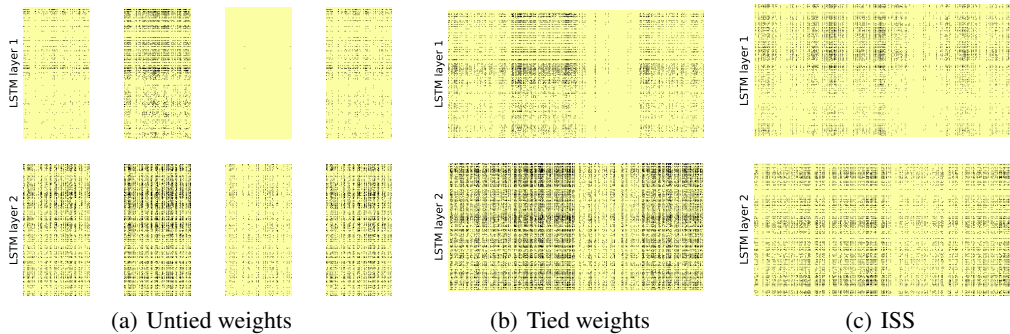 LSTM layer 1
LSTM layer 1
LSTM layer 1
LSTM layer 2
LSTM layer 2
LSTM layer 2
(a) Untied weights
(b) Tied weights
(c) ISS